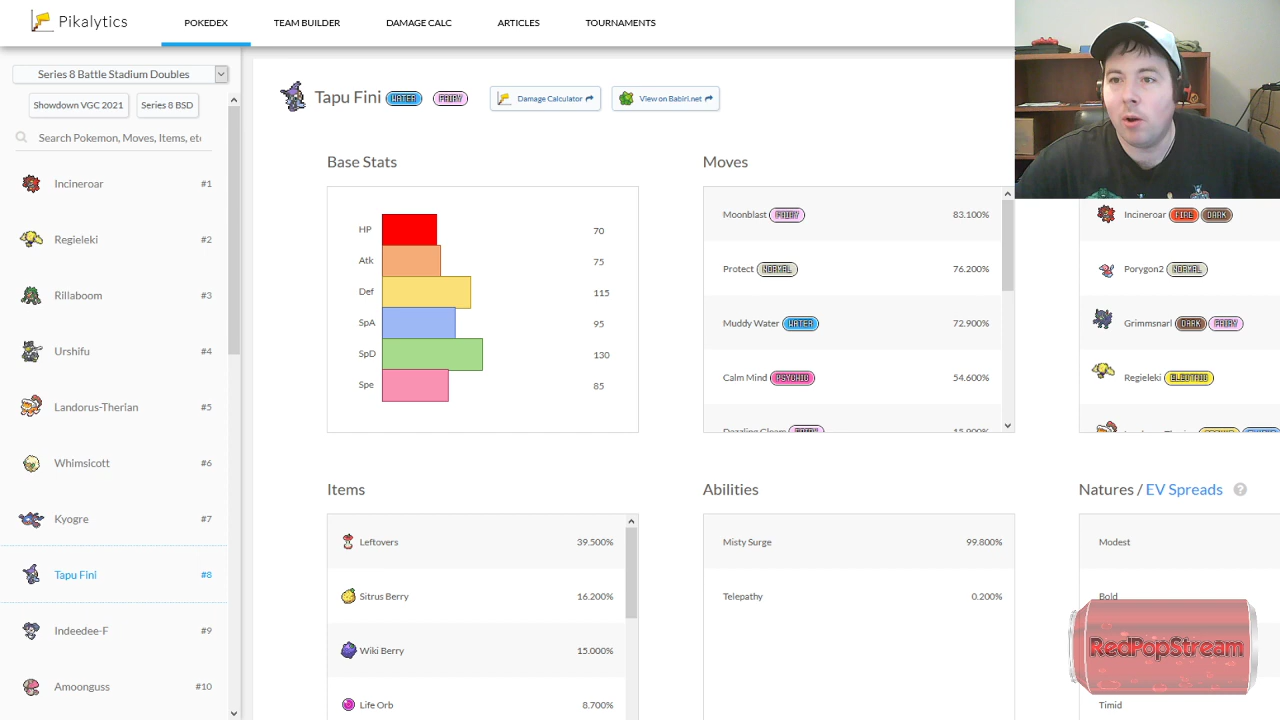 Pikalytics
POKEDEX
TEAM BUILDER
DAMAGE CALC
ARTICLES
TOURNAMENTS
Series 8 Battle Stadium Doubles
Showdown VGC 2021
Series 8 BSD
Search Pokemon, Moves, Items, etc
Incineroar #1
Regieleki #2
Rillaboom #3
Urshifu #4
Landorus-Therian #5
Whimsicott #6
Kyogre #7
Tapu Fini #8
Indeedee-F #9
Amoonguss #10
Tapu Fini WATER FAIRY
Damage Calculator
View on Babiri.net
Base Stats
HP 70
Atk 75
Def 115
SpA 95
SpD 130
Spe 85
Moves
Moonblast FAIRY 83.100%
Protect NORMAL 76.200%
Muddy Water WATER 72.900%
Calm Mind PSYCHIC 54.600%
Dazzling Gleam FAIRY 15.900%
Incineroar FIRE DARK
Porygon2 NORMAL
Grimmsnarl DARK FAIRY
Regieleki ELECTRIC
Items
Leftovers 39.500%
Sitrus Berry 16.200%
Wiki Berry 15.000%
Life Orb 8.700%
Abilities
Misty Surge 99.800%
Telepathy 0.200%
Natures / EV Spreads ?
Modest
Bold
Timid
RedPopStream